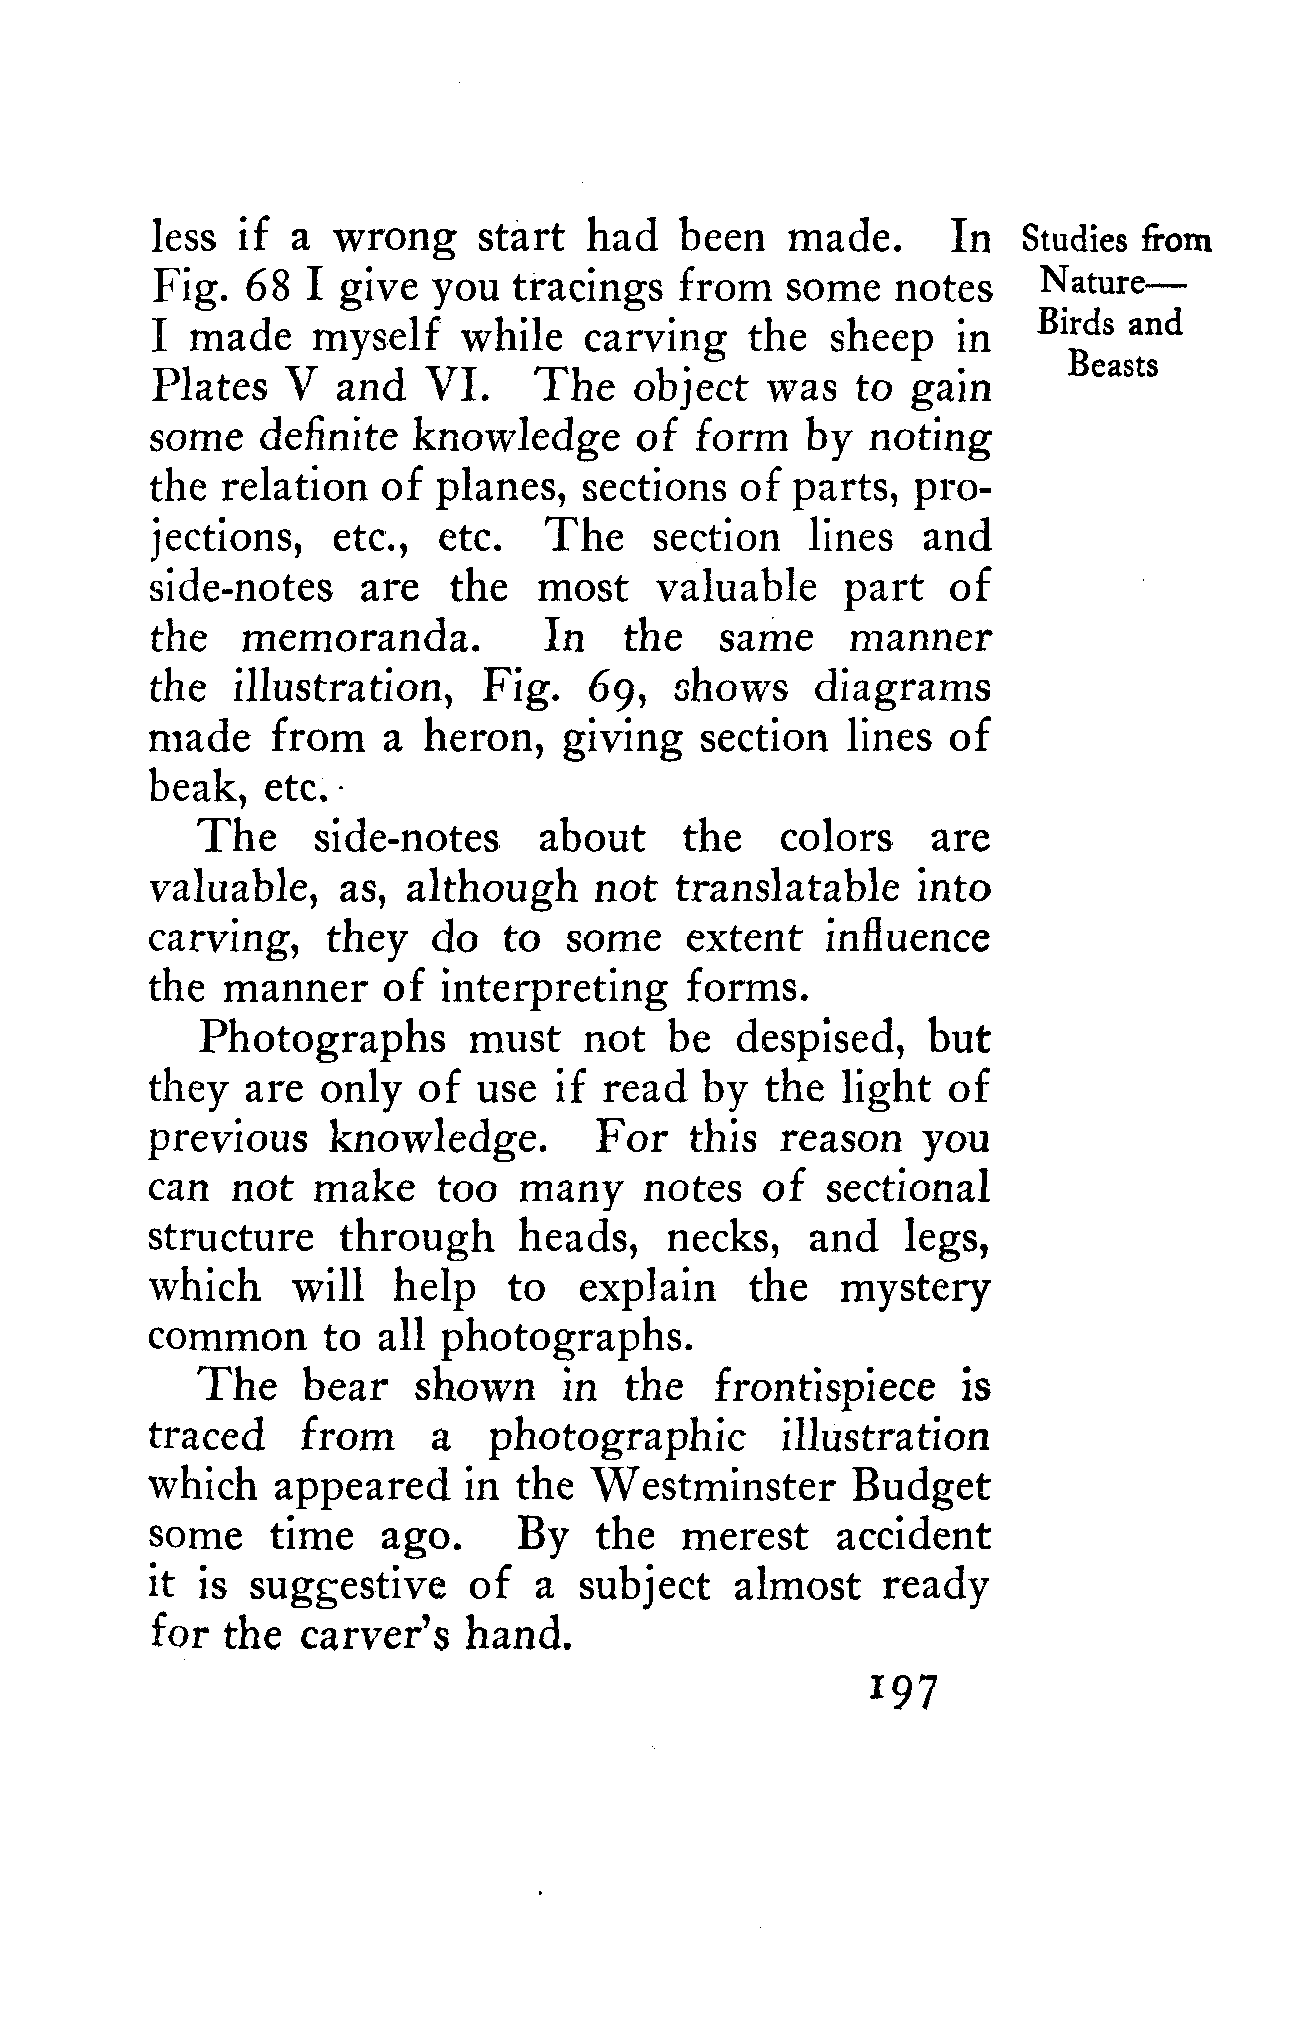 less if a wrong start had been made. In
Fig. 68 I give you tracings from some notes
I made myself while carving the sheep in
Plates V and VI. The object was to gain
some definite knowledge of form by noting
the relation of planes, sections of parts, pro-
jections, etc., etc. The section lines and
side-notes are the most valuable part of
the memoranda. In the same manner
the illustration, Fig. 69, shows diagrams
made from a heron, giving section lines of
beak, etc.
The side-notes about the colors are
valuable, as, although not translatable into
carving, they do to some extent influence
the manner of interpreting forms.
Photographs must not be despised, but
they are only of use if read by the light of
previous knowledge. For this reason you
can not make too many notes of sectional
structure through heads, necks, and legs,
which will help to explain the mystery
common to all photographs.
The bear shown in the frontispiece is
traced from a photographic illustration
which appeared in the Westminster Budget
some time ago. By the merest accident
it is suggestive of a subject almost ready
for the carver's hand.
Studies from
Nature—
Birds and
Beasts
197